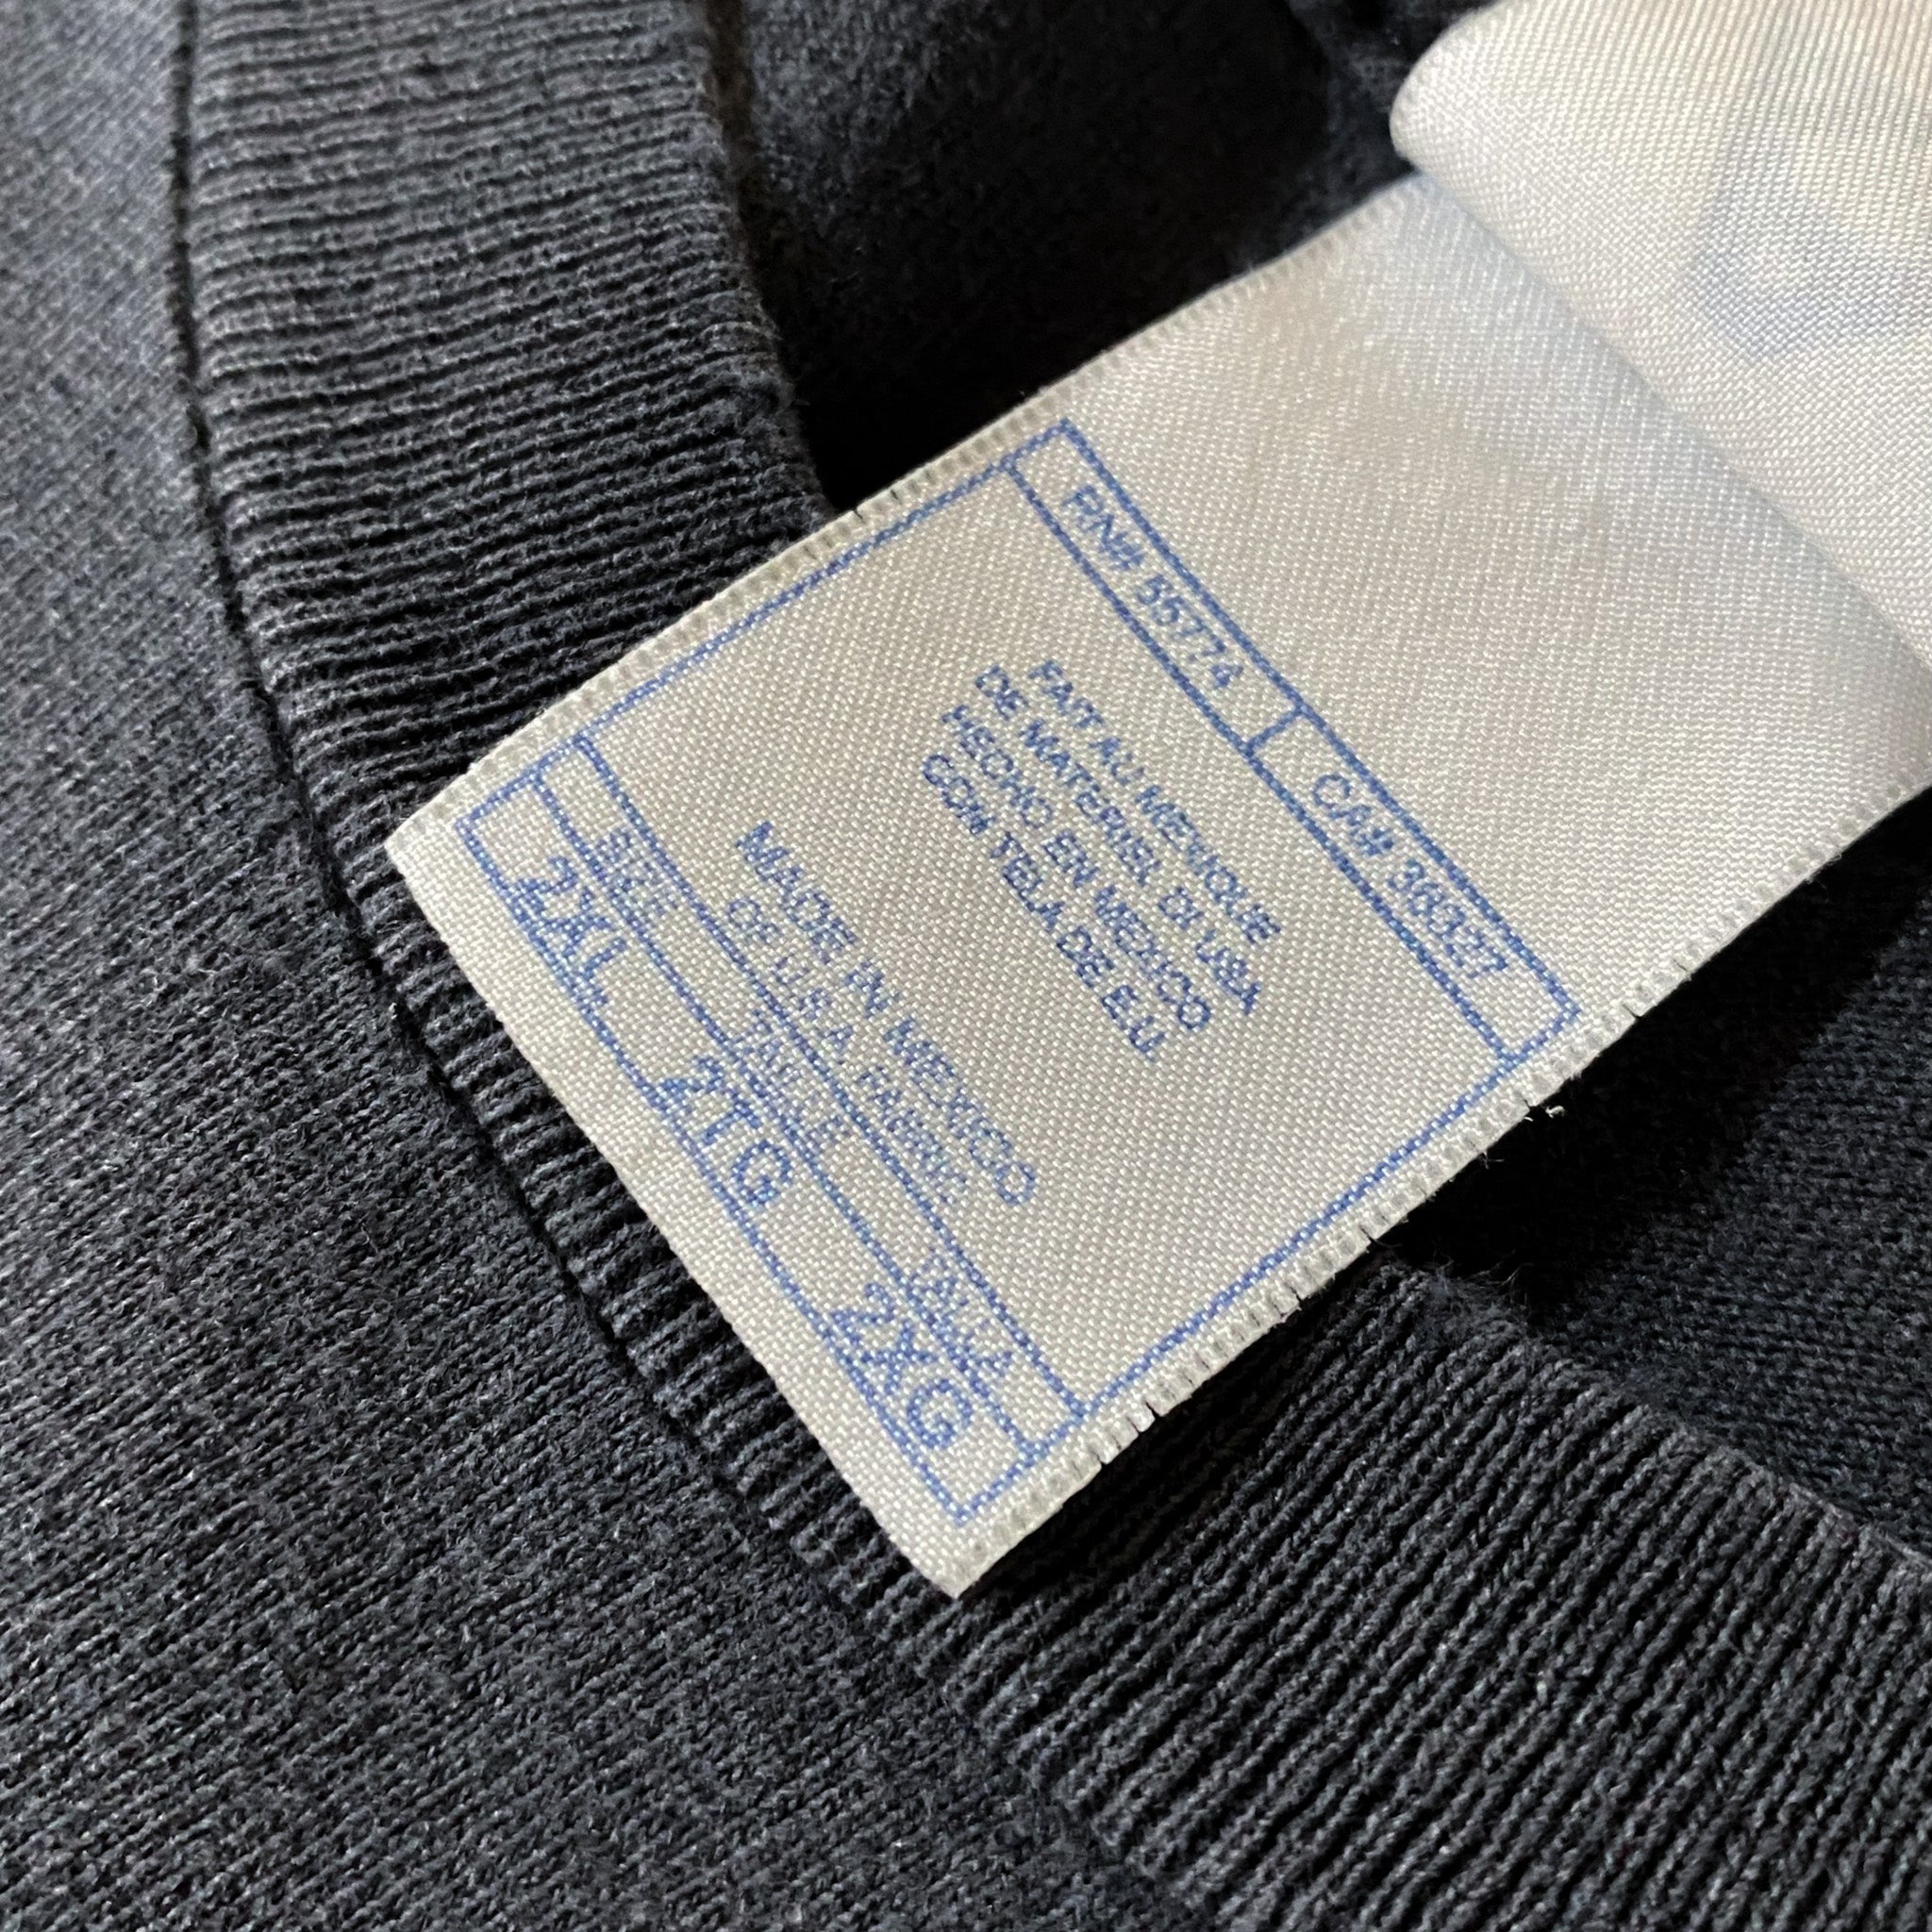 RN# 55774 CA# 36327
FAIT AU MEXIQUE
DE MATERIEL DU USA
HECHO EN MEXICO
CON TELA DE E.U.
MADE IN MEXICO
OF U.S.A. FABRIC
SIZE TAILLE TALLA
2XL 2TG 2XG